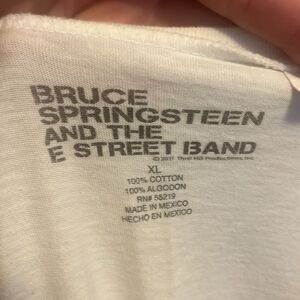 BRUCE
SPRINGSTEEN
AND THE
E STREET BAND
© 2011 Thrill Hill Productions, Inc.
XL
100% COTTON
100% ALGODON
RN# 55219
MADE IN MEXICO
HECHO EN MEXICO